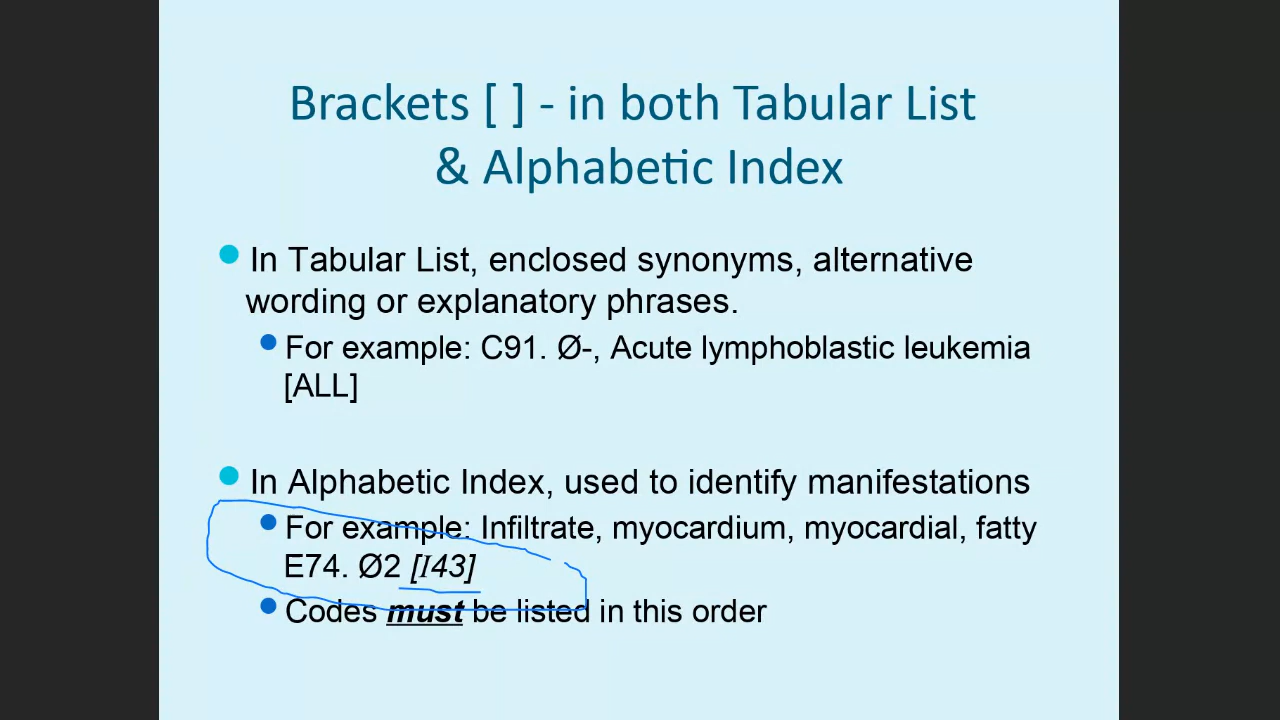 Brackets [ ] - in both Tabular List
& Alphabetic Index
In Tabular List, enclosed synonyms, alternative
wording or explanatory phrases.
For example: C91. Ø-, Acute lymphoblastic leukemia
[ALL]
In Alphabetic Index, used to identify manifestations
For example: Infiltrate, myocardium, myocardial, fatty
E74. Ø2 [I43]
Codes must be listed in this order